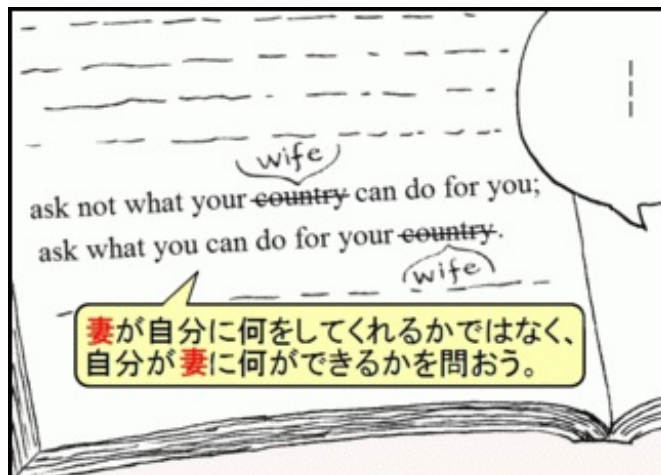 wife
ask not what your country can do for you;
ask what you can do for your country.
wife
妻が自分に何をしてくれるかではなく、
自分が妻に何ができるかを問おう。